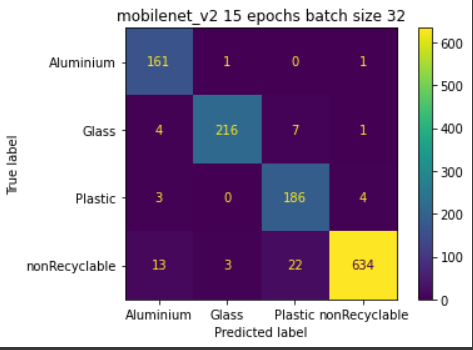 mobilenet_v2 15 epochs batch size 32
Aluminium 161 1 0 1
Glass 4 216 7 1
Plastic 3 0 186 4
nonRecyclable 13 3 22 634
Aluminium Glass Plastic nonRecyclable
Predicted label
True label
600
500
400
300
200
100
0